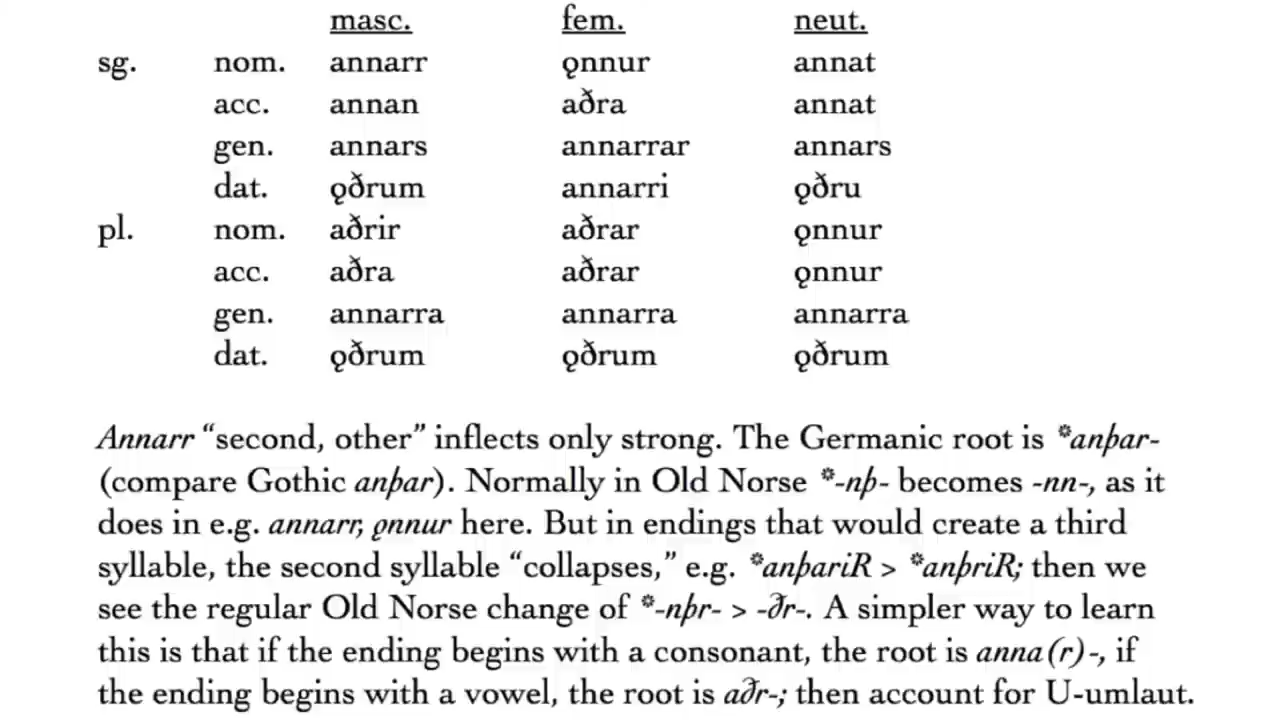 masc. fem. neut.
sg. nom. annarr ǫnnur annat
acc. annan aðra annat
gen. annars annarrar annars
dat. ǫðrum annarri ǫðru
pl. nom. aðrir aðrar ǫnnur
acc. aðra aðrar ǫnnur
gen. annarra annarra annarra
dat. ǫðrum ǫðrum ǫðrum
Annarr “second, other” inflects only strong. The Germanic root is *anþar-
(compare Gothic anþar). Normally in Old Norse *-nþ- becomes -nn-, as it
does in e.g. annarr, ǫnnur here. But in endings that would create a third
syllable, the second syllable “collapses,” e.g. *anþariR > *anþriR; then we
see the regular Old Norse change of *-nþr- > -ðr-. A simpler way to learn
this is that if the ending begins with a consonant, the root is anna(r)-, if
the ending begins with a vowel, the root is aðr-; then account for U-umlaut.